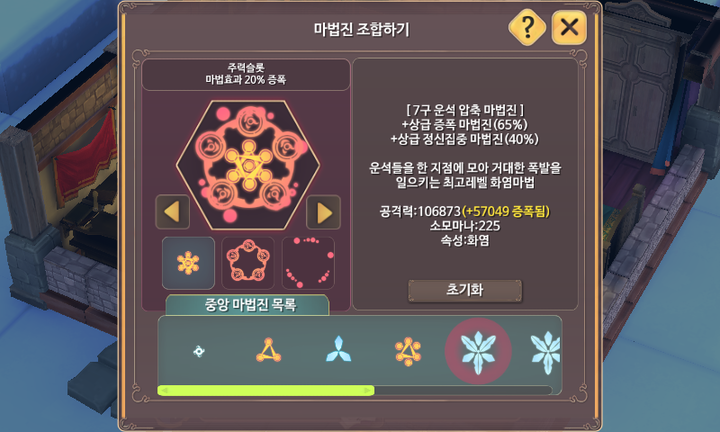 마법진 조합하기
?
주력슬롯
마법효과 20% 증폭
[ 7구 운석 압축 마법진 ]
+상급 증폭 마법진(65%)
+상급 정신집중 마법진(40%)
운석들을 한 지점에 모아 거대한 폭발을
일으키는 최고레벨 화염마법
공격력:106873(+57049 증폭됨)
소모마나:225
속성:화염
초기화
중앙 마법진 목록